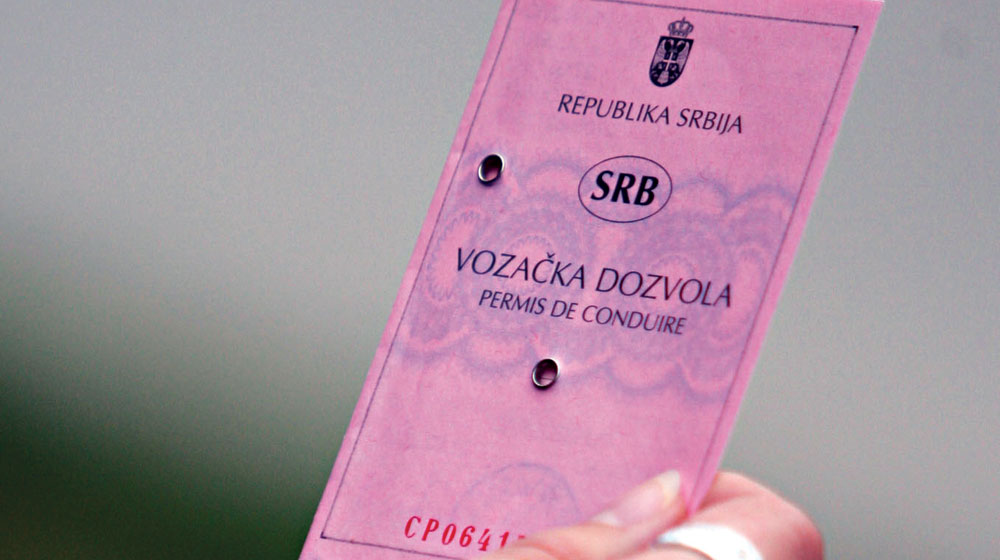 REPUBLIKA SRBIJA
SRB
VOZAČKA DOZVOLA
PERMIS DE CONDUIRE